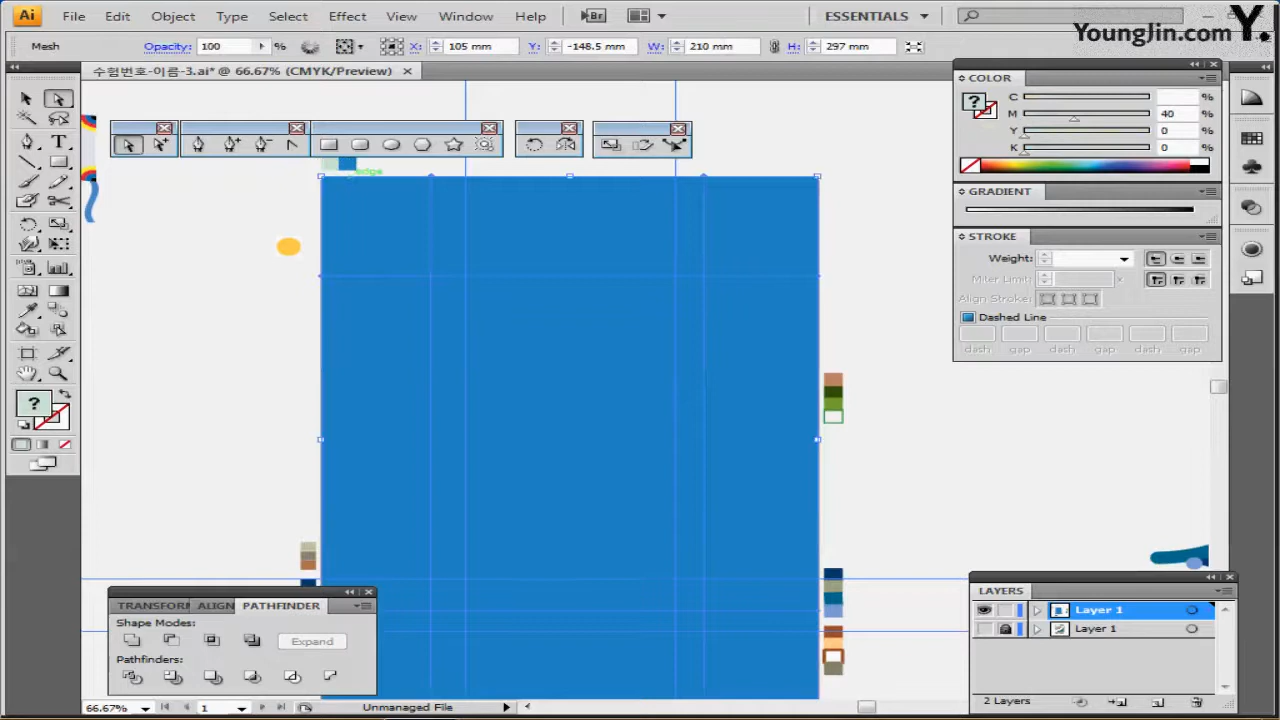 Ai File Edit Object Type Select Effect View Window Help Br ESSENTIALS
YoungJin.com Y.
Mesh Opacity: 100 % X: 105 mm Y: -148.5 mm W: 210 mm H: 297 mm
수험번호-이름-3.ai* @ 66.67% (CMYK/Preview)
COLOR
?
C %
M 40 %
Y 0 %
K 0 %
GRADIENT
STROKE
Weight:
Miter Limit: x
Align Stroke:
Dashed Line
dash gap dash gap dash gap
edge
?
TRANSFORM ALIGN PATHFINDER
Shape Modes:
Expand
Pathfinders:
LAYERS
Layer 1
Layer 1
2 Layers
66.67% 1 Unmanaged File